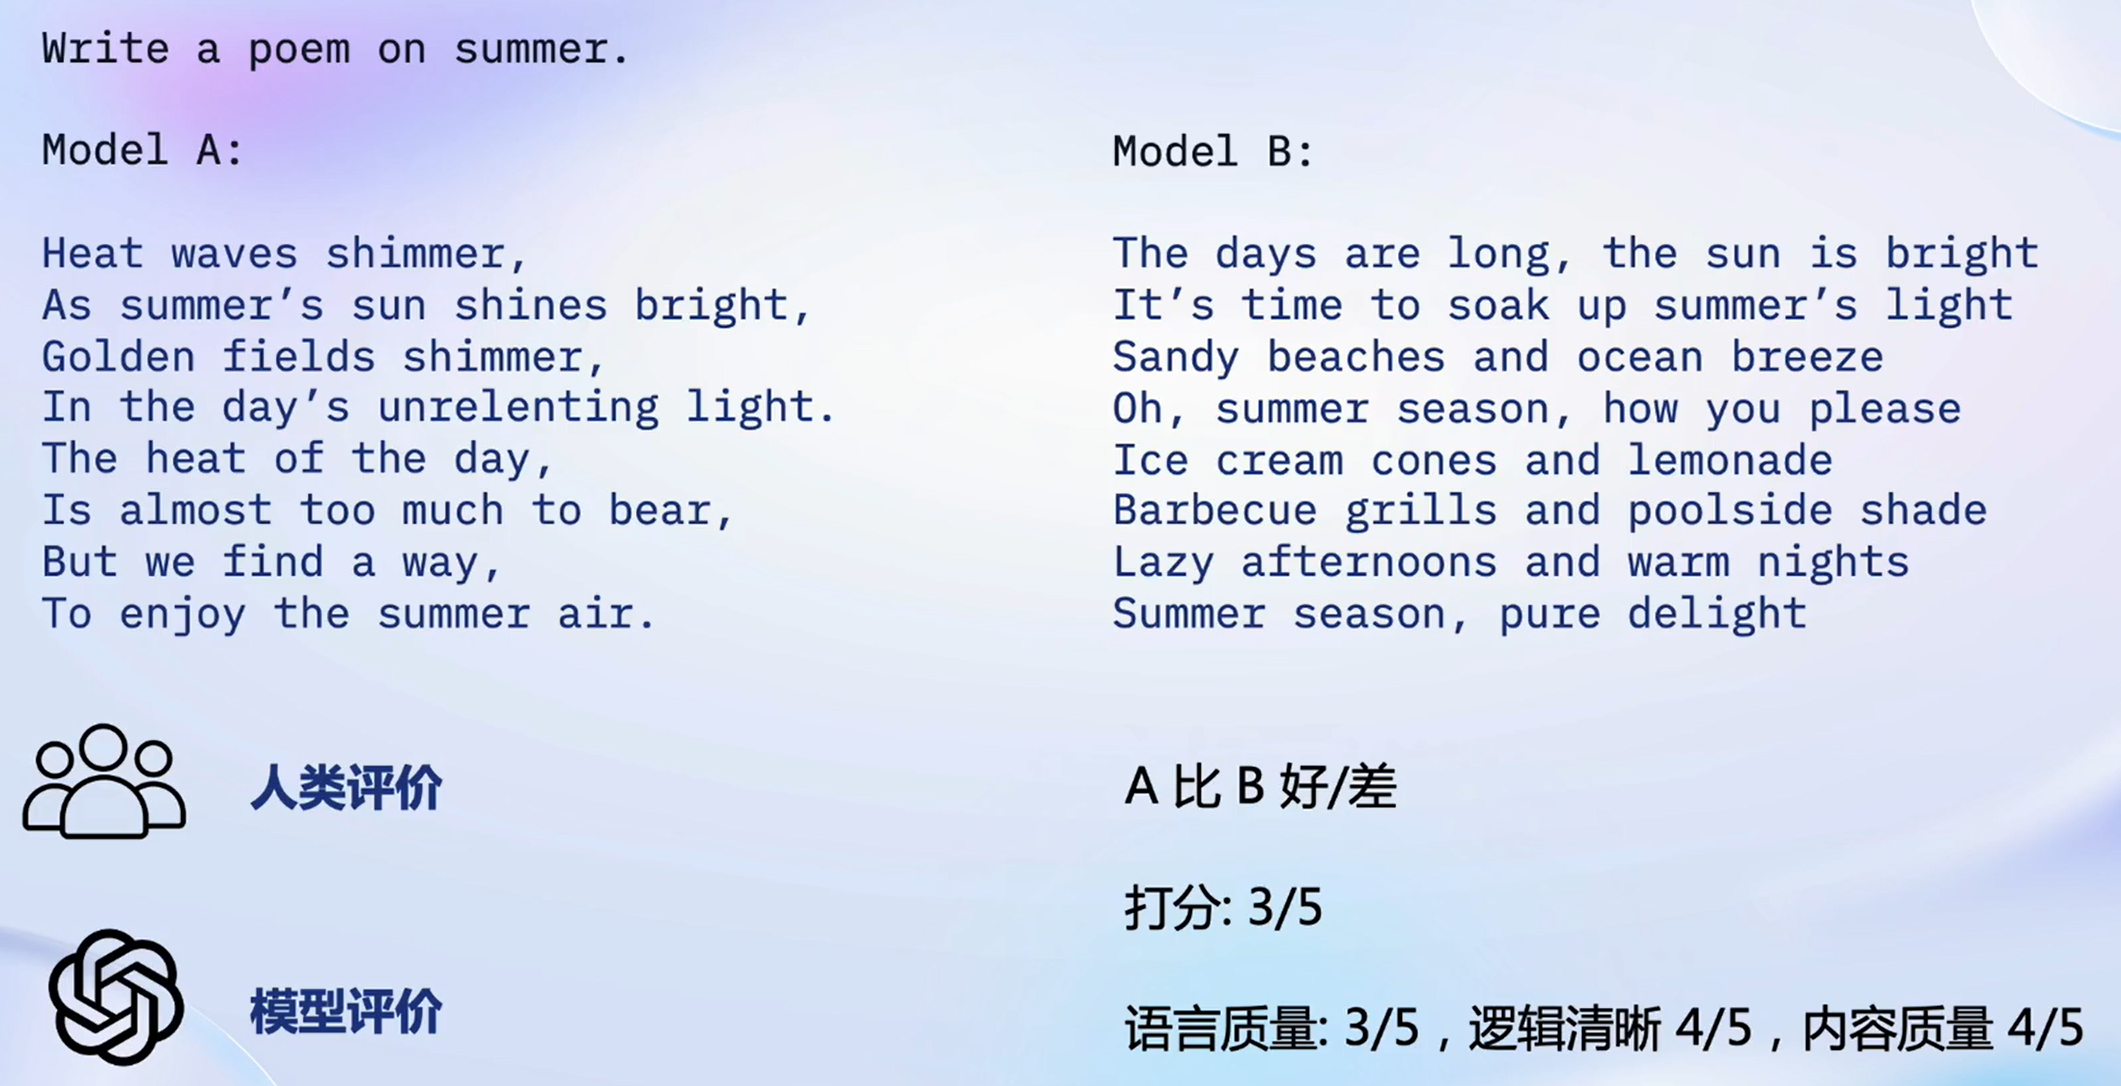 Write a poem on summer.
Model A:
Heat waves shimmer,
As summer’s sun shines bright,
Golden fields shimmer,
In the day’s unrelenting light.
The heat of the day,
Is almost too much to bear,
But we find a way,
To enjoy the summer air.
Model B:
The days are long, the sun is bright
It’s time to soak up summer’s light
Sandy beaches and ocean breeze
Oh, summer season, how you please
Ice cream cones and lemonade
Barbecue grills and poolside shade
Lazy afternoons and warm nights
Summer season, pure delight
人类评价
模型评价
A 比 B 好/差
打分: 3/5
语言质量: 3/5，逻辑清晰 4/5，内容质量 4/5